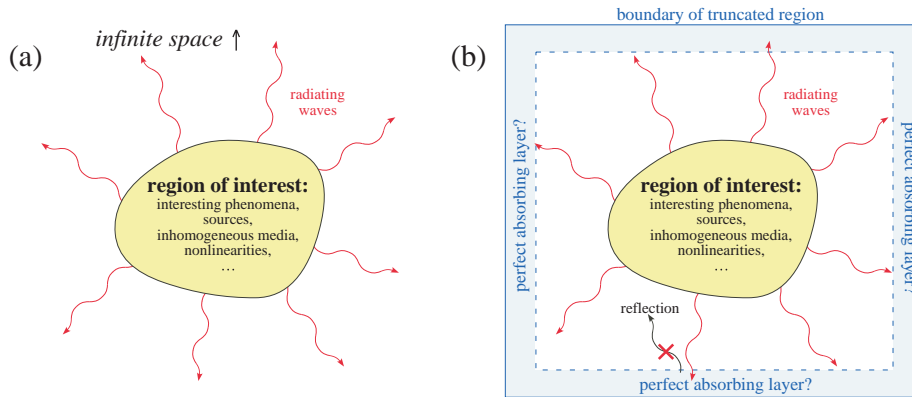 (a)
infinite space ↑
radiating
waves
region of interest:
interesting phenomena,
sources,
inhomogeneous media,
nonlinearities,
…
(b)
boundary of truncated region
perfect absorbing layer?
radiating
waves
region of interest:
interesting phenomena,
sources,
inhomogeneous media,
nonlinearities,
…
reflection
perfect absorbing layer?
perfect absorbing layer?